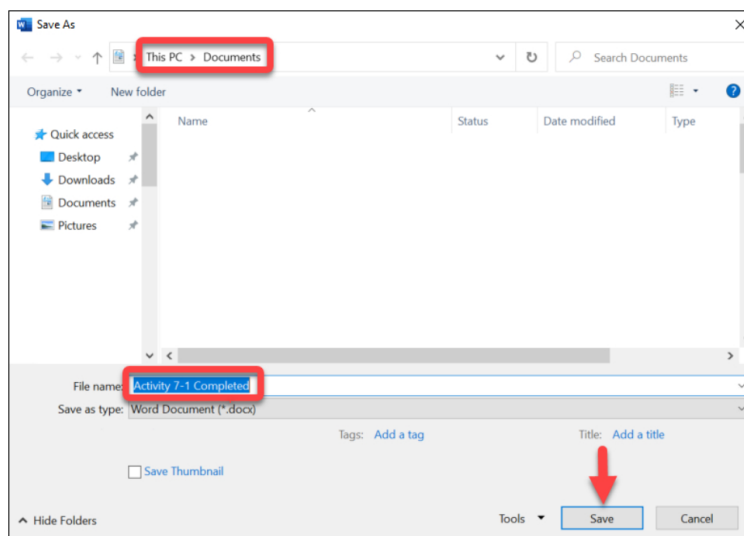 Save As
This PC > Documents
Search Documents
Organize
New folder
Name
Status
Date modified
Type
Quick access
Desktop
Downloads
Documents
Pictures
File name: Activity 7-1 Completed
Save as type: Word Document (*.docx)
Tags: Add a tag
Title: Add a title
Save Thumbnail
Hide Folders
Tools
Save
Cancel